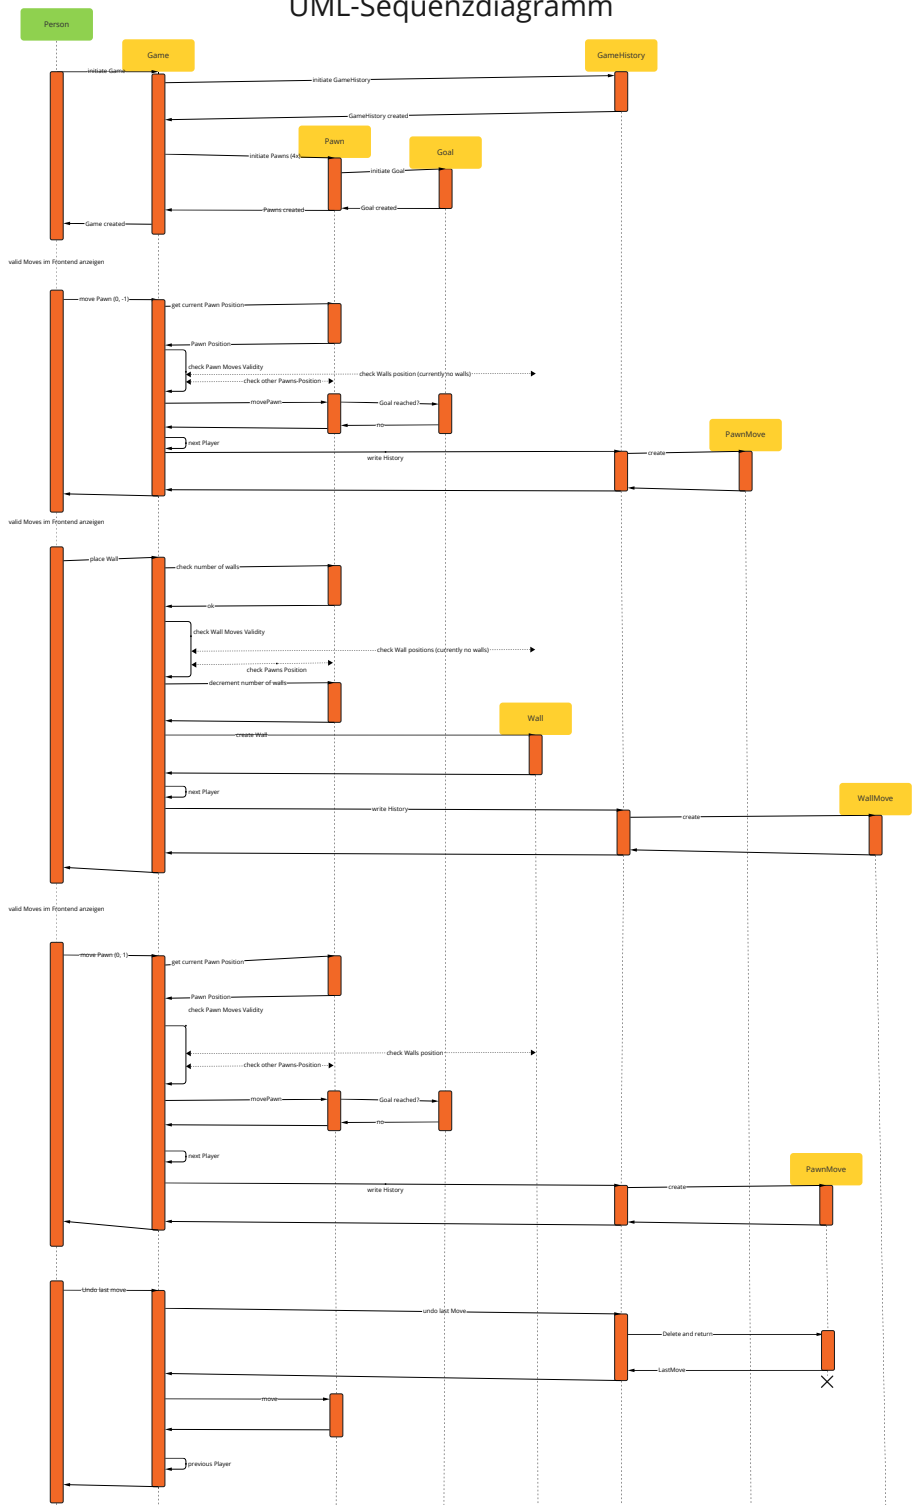 UML-Sequenzdiagramm
Person
Game
GameHistory
initiate Game
initiate GameHistory
GameHistory created
Pawn
Goal
initiate Pawns (4x)
initiate Goal
Pawns created
Goal created
Game created
valid Moves im Frontend anzeigen
move Pawn (0, -1)
get current Pawn Position
Pawn Position
check Pawn Moves Validity
check Walls position (currently no walls)
check other Pawns-Position
movePawn
Goal reached?
no
PawnMove
next Player
write History
create
valid Moves im Frontend anzeigen
place Wall
check number of walls
ok
check Wall Moves Validity
check Wall positions (currently no walls)
check Pawns Position
decrement number of walls
Wall
create Wall
next Player
WallMove
write History
create
valid Moves im Frontend anzeigen
move Pawn (0, 1)
get current Pawn Position
Pawn Position
check Pawn Moves Validity
check Walls position
check other Pawns-Position
movePawn
Goal reached?
no
next Player
PawnMove
write History
create
Undo last move
undo last Move
Delete and return
LastMove
move
previous Player